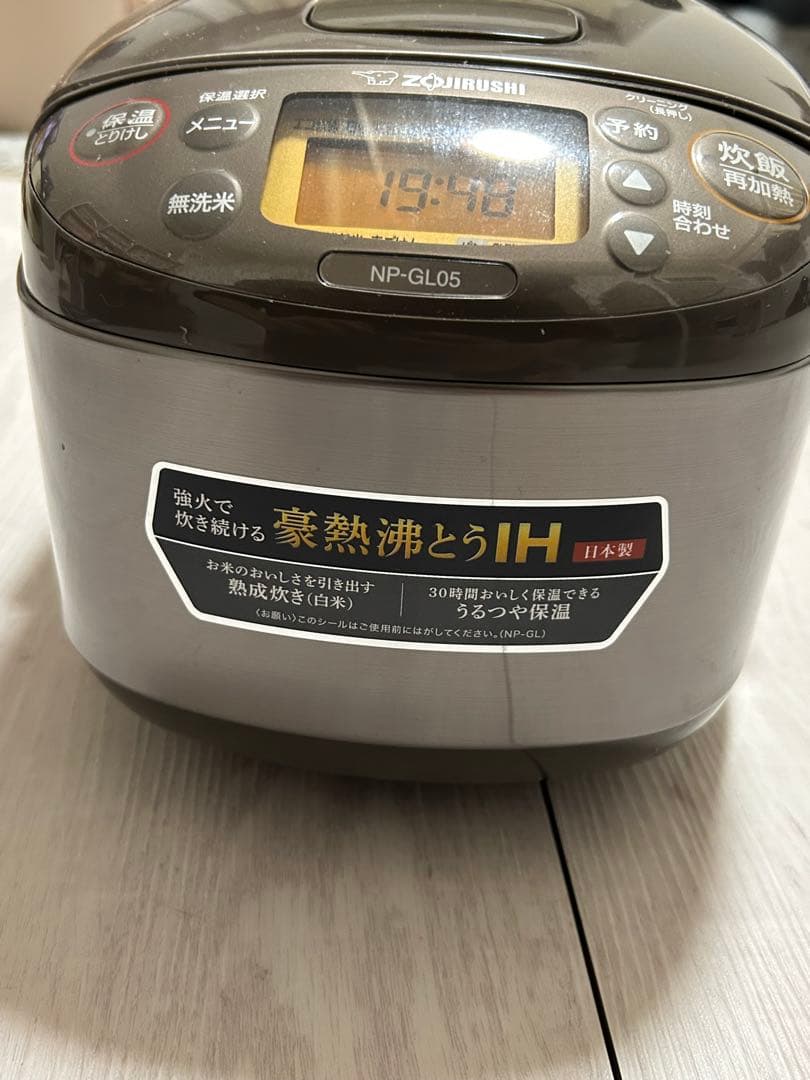 ZOJIRUSHI
保温
とりけし
保温選択
メニュー
無洗米
19:48
クリーニング
(長押し)
予約
時刻
合わせ
炊飯
再加熱
NP-GL05
強火で
炊き続ける
豪熱沸とうIH
日本製
お米のおいしさを引き出す
熟成炊き(白米)
30時間おいしく保温できる
うるつや保温
〈お願い〉このシールはご使用前にはがしてください。(NP-GL)